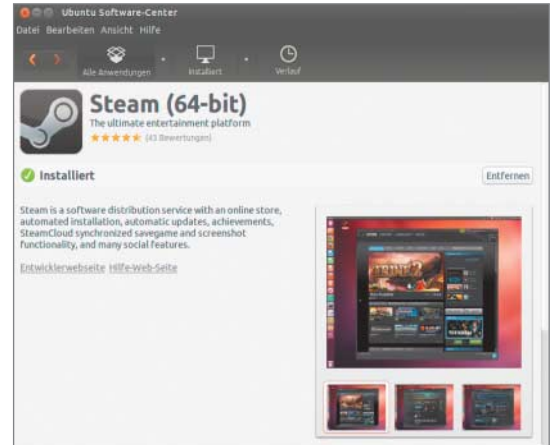 Ubuntu Software-Center
Datei Bearbeiten Ansicht Hilfe
Alle Anwendungen Installiert Verlauf
Steam (64-bit)
The ultimate entertainment platform
(43 Bewertungen)
Installiert Entfernen
Steam is a software distribution service with an online store,
automated installation, automatic updates, achievements,
SteamCloud synchronized savegame and screenshot
functionality, and many social features.
Entwicklerwebseite Hilfe-Web-Seite